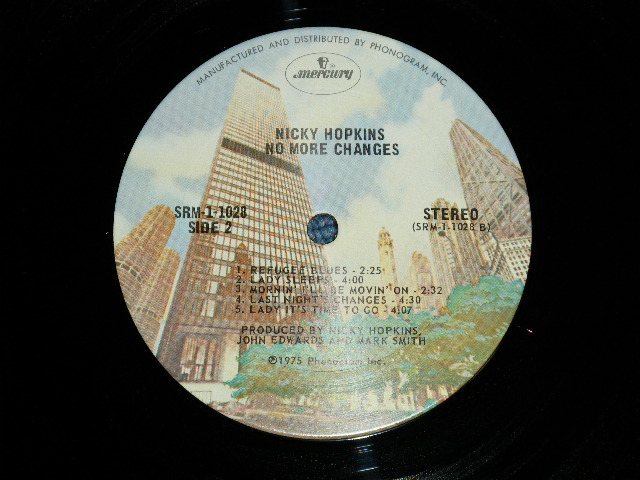 MANUFACTURED AND DISTRIBUTED BY PHONOGRAM, INC.
mercury
NICKY HOPKINS
NO MORE CHANGES
SRM-1-1028
SIDE 2
STEREO
(SRM-1-1028 B)
1. REFUGEE BLUES - 2:25
2. LADY SLEEPS - 4:00
3. MORNIN' I'LL BE MOVIN' ON - 2:32
4. LAST NIGHT'S CHANGES - 4:30
5. LADY IT'S TIME TO GO - 4:07
PRODUCED BY NICKY HOPKINS,
JOHN EDWARDS AND MARK SMITH
℗1975 Phonogram, Inc.